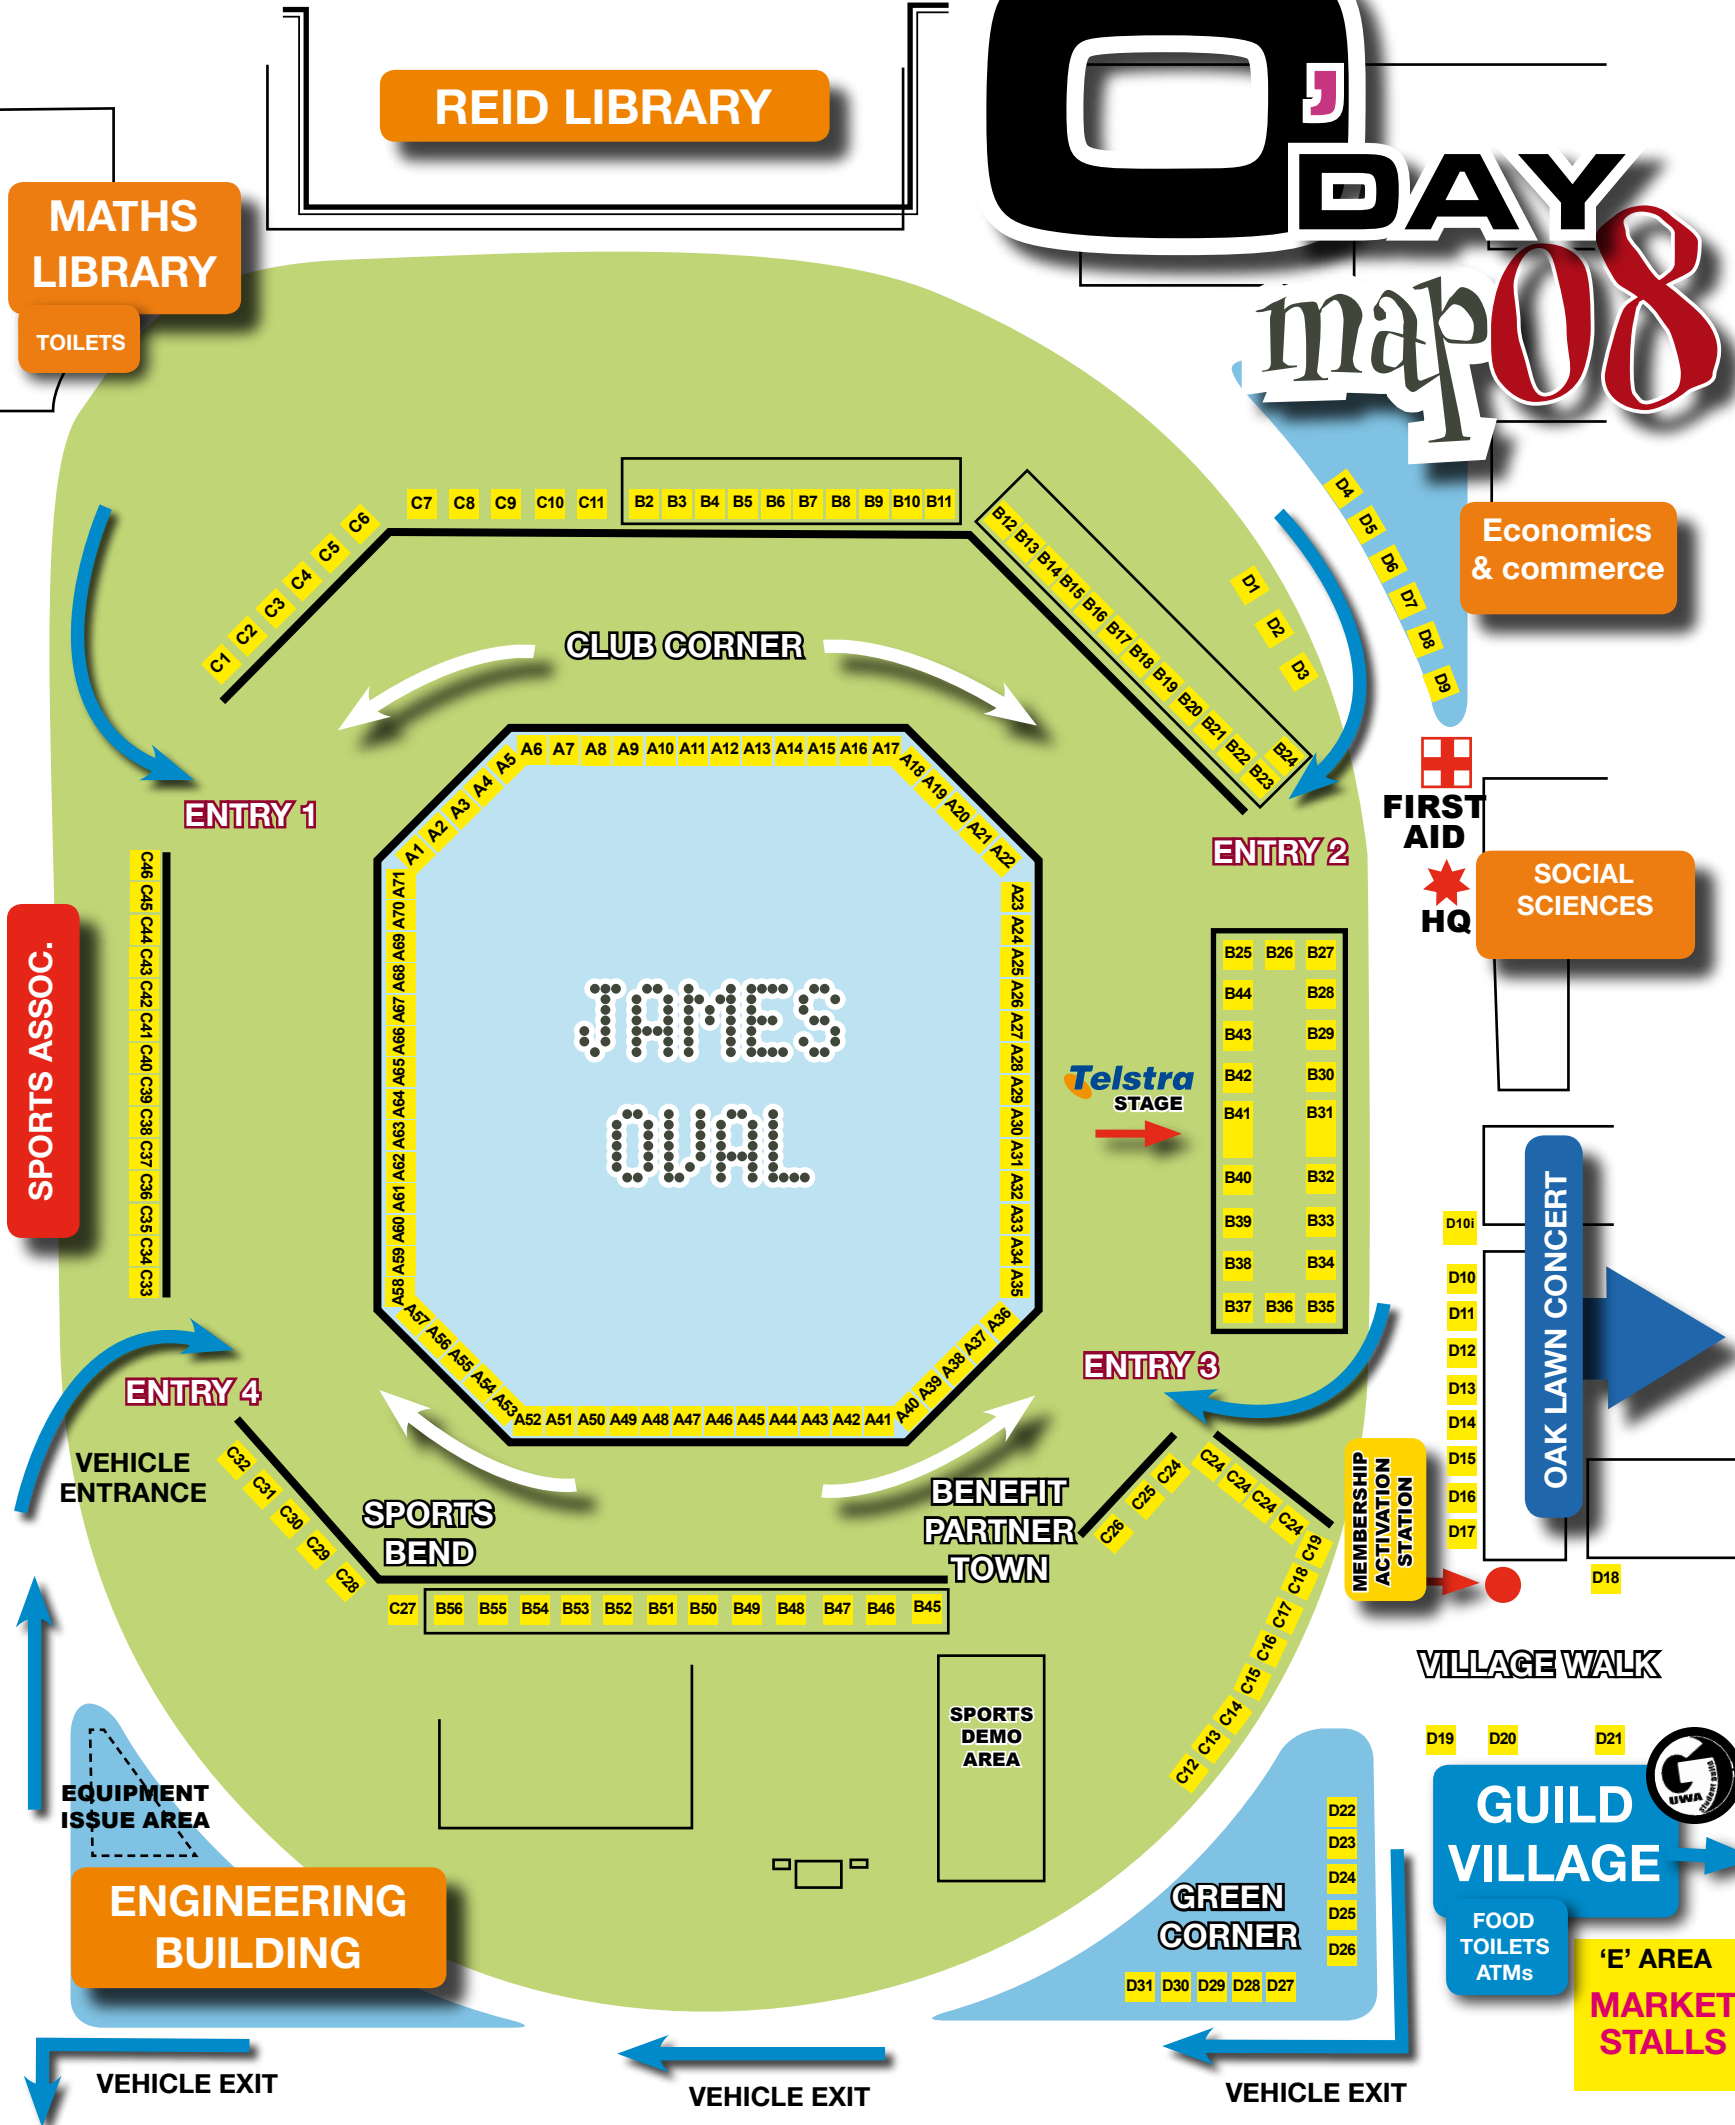 REID LIBRARY
O'
DAY
map 08
MATHS
LIBRARY
TOILETS
C7 C8 C9 C10 C11
B2 B3 B4 B5 B6 B7 B8 B9 B10 B11
C1 C2 C3 C4 C5 C6
B12 B13 B14 B15 B16 B17 B18 B19 B20 B21 B22 B23 B24
D1 D2 D3
D4 D5 D6 D7 D8 D9
Economics
& commerce
CLUB CORNER
ENTRY 1
ENTRY 2
FIRST
AID
HQ
SOCIAL
SCIENCES
SPORTS ASSOC.
C46 C45 C44 C43 C42 C41 C40 C39 C38 C37 C36 C35 C34 C33
A1 A2 A3 A4 A5
A6 A7 A8 A9 A10 A11 A12 A13 A14 A15 A16 A17
A18 A19 A20 A21 A22
A23 A24 A25 A26 A27 A28 A29 A30 A31 A32 A33 A34 A35
A36 A37 A38 A39 A40
A41 A42 A43 A44 A45 A46 A47 A48 A49 A50 A51 A52
A53 A54 A55 A56 A57
A58 A59 A60 A61 A62 A63 A64 A65 A66 A67 A68 A69 A70 A71
JAMES
OVAL
Telstra
STAGE
B25 B26 B27
B44 B28
B43 B29
B42 B30
B41 B31
B40 B32
B39 B33
B38 B34
B37 B36 B35
OAK LAWN CONCERT
D10i
D10
D11
D12
D13
D14
D15
D16
D17
D18
ENTRY 3
ENTRY 4
VEHICLE
ENTRANCE
C32 C31 C30 C29 C28
SPORTS
BEND
BENEFIT
PARTNER
TOWN
C26 C25 C24
C24 C24 C24 C24
C19 C18 C17 C16 C15 C14 C13 C12
MEMBERSHIP
ACTIVATION
STATION
C27 B56 B55 B54 B53 B52 B51 B50 B49 B48 B47 B46 B45
VILLAGE WALK
SPORTS
DEMO
AREA
D19 D20 D21
GUILD
VILLAGE
UWA
Student Guild
FOOD
TOILETS
ATMs
'E' AREA
MARKET
STALLS
EQUIPMENT
ISSUE AREA
ENGINEERING
BUILDING
GREEN
CORNER
D22
D23
D24
D25
D26
D31 D30 D29 D28 D27
VEHICLE EXIT
VEHICLE EXIT
VEHICLE EXIT